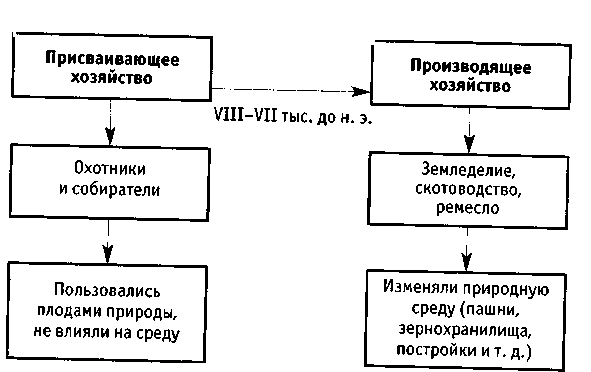 Присваивающее
хозяйство
Производящее
хозяйство
VIII–VII тыс. до н. э.
Охотники
и собиратели
Земледелие,
скотоводство,
ремесло
Пользовались
плодами природы,
не влияли на среду
Изменяли природную
среду (пашни,
зернохранилища,
постройки и т. д.)